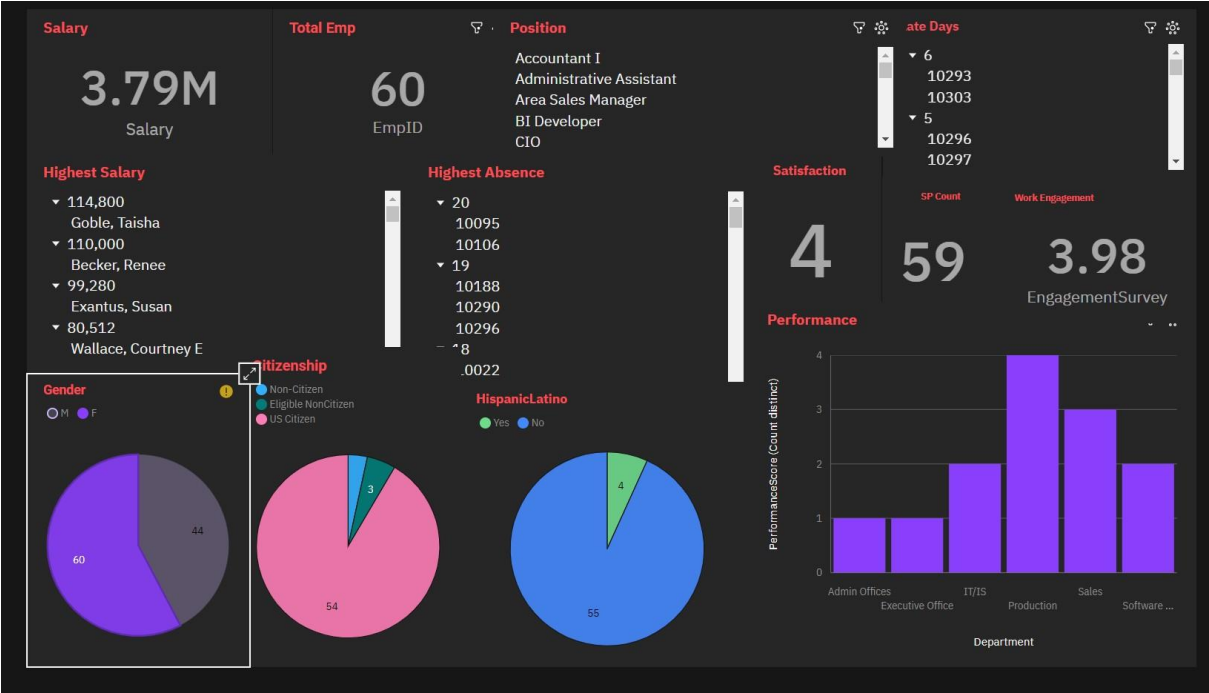 Salary
3.79M
Salary
Total Emp
60
EmpID
Position
Accountant I
Administrative Assistant
Area Sales Manager
BI Developer
CIO
ate Days
6
10293
10303
5
10296
10297
Highest Salary
114,800
Goble, Taisha
110,000
Becker, Renee
99,280
Exantus, Susan
80,512
Wallace, Courtney E
Highest Absence
20
10095
10106
19
10188
10290
10296
.0022
Satisfaction
4
SP Count
59
Work Engagement
3.98
EngagementSurvey
Gender
M F
44
60
Citizenship
Non-Citizen
Eligible NonCitizen
US Citizen
3
54
HispanicLatino
Yes No
4
55
Performance
PerformanceScore (Count distinct)
4
3
2
1
0
Admin Offices
Executive Office
IT/IS
Production
Sales
Software ...
Department